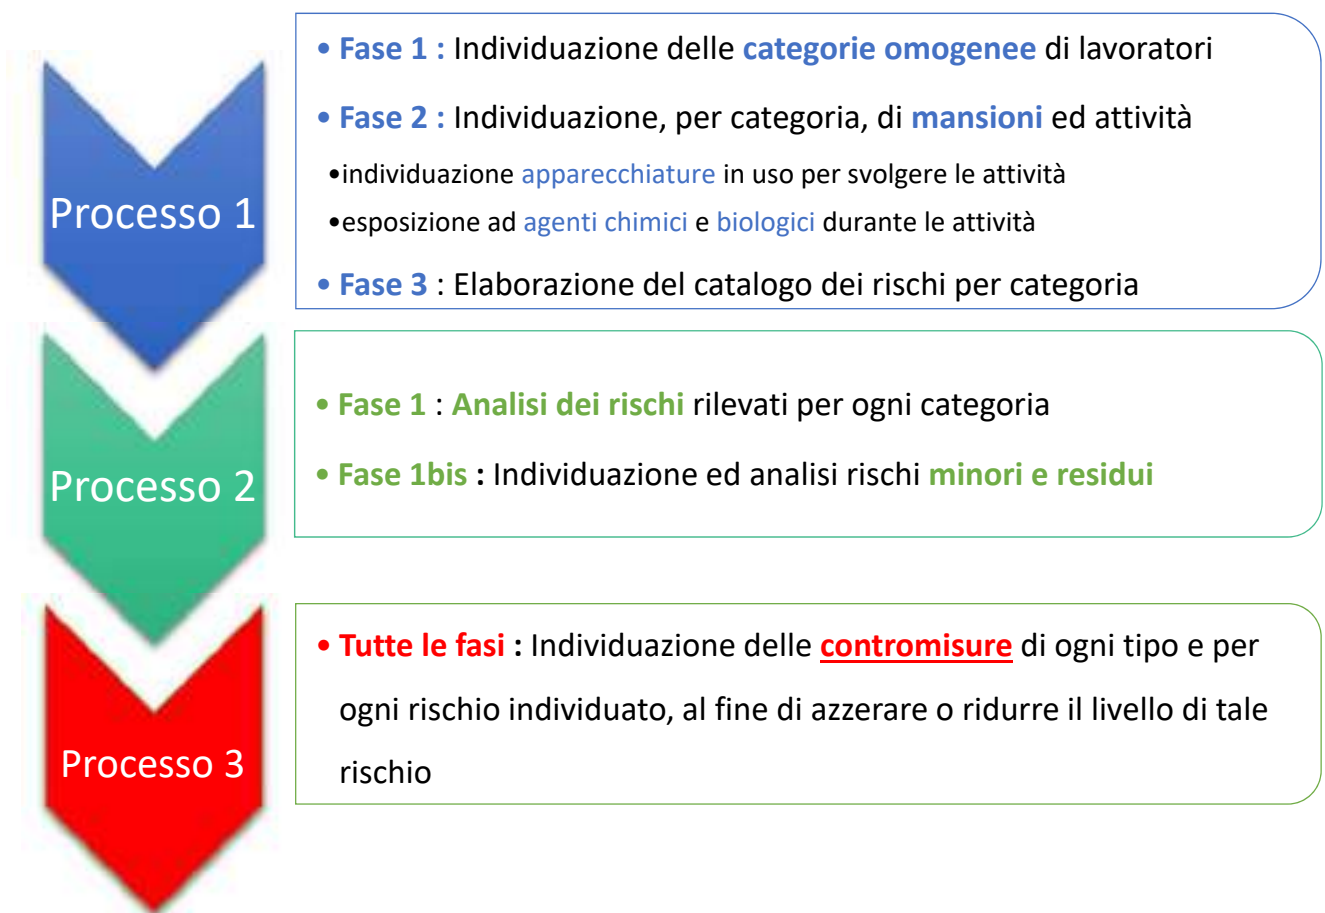 Processo 1
• Fase 1 : Individuazione delle categorie omogenee di lavoratori
• Fase 2 : Individuazione, per categoria, di mansioni ed attività
•individuazione apparecchiature in uso per svolgere le attività
•esposizione ad agenti chimici e biologici durante le attività
• Fase 3 : Elaborazione del catalogo dei rischi per categoria
Processo 2
• Fase 1 : Analisi dei rischi rilevati per ogni categoria
• Fase 1bis : Individuazione ed analisi rischi minori e residui
Processo 3
• Tutte le fasi : Individuazione delle contromisure di ogni tipo e per
ogni rischio individuato, al fine di azzerare o ridurre il livello di tale
rischio